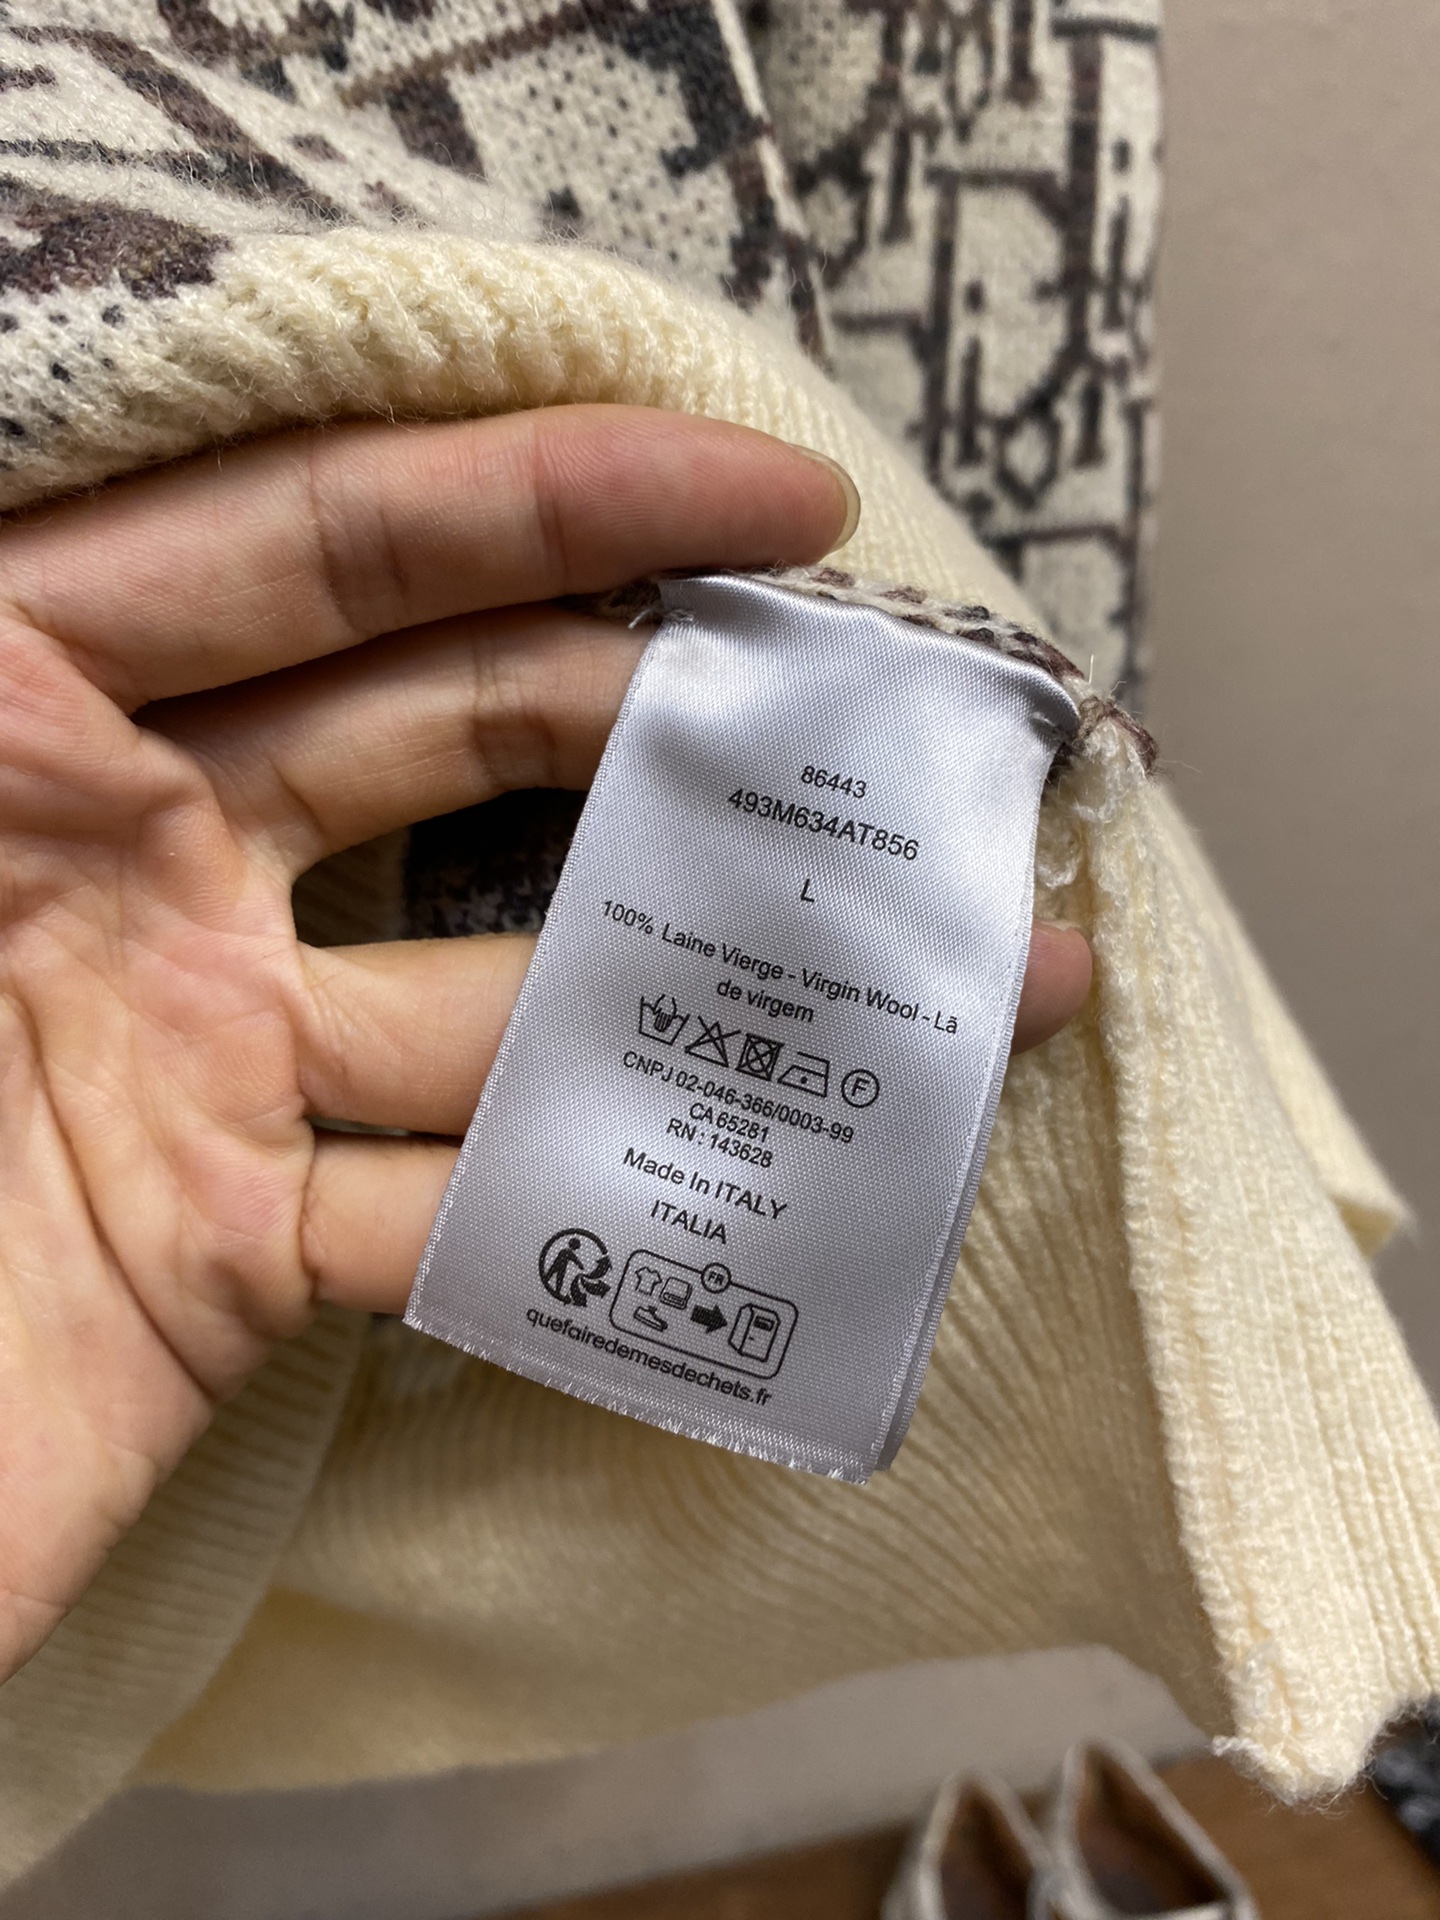 86443
493M634AT856
L
100% Laine Vierge - Virgin Wool - Lã
de virgem
F
CNPJ 02-046-366/0003-99
CA 65281
RN : 143628
Made In ITALY
ITALIA
FR
quefairedemesdechets.fr